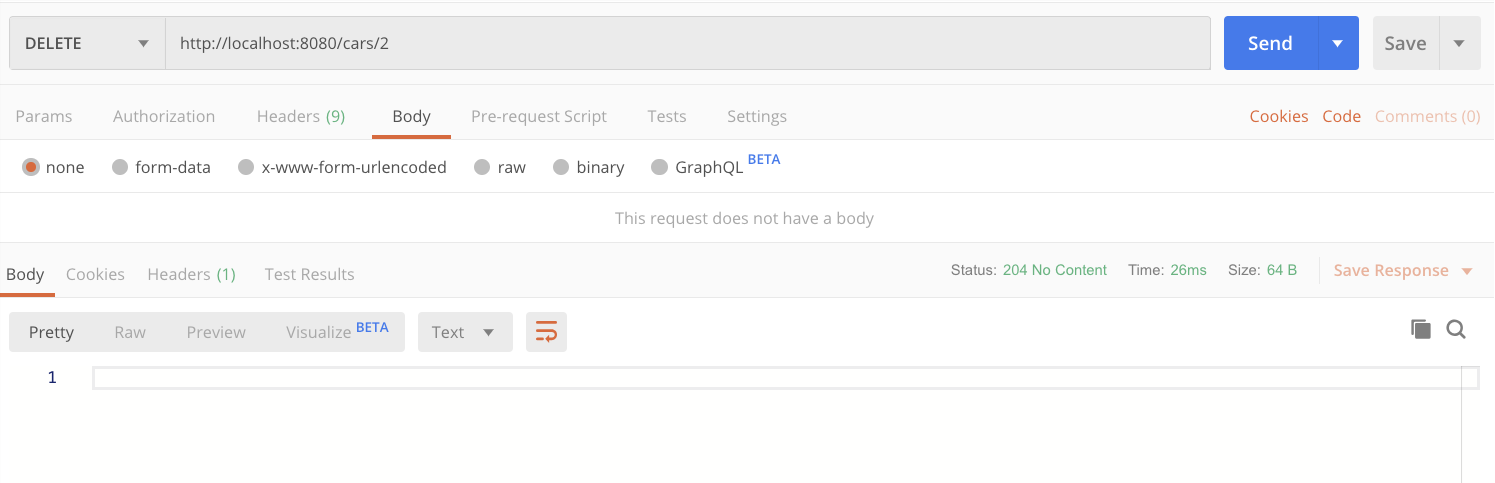 DELETE http://localhost:8080/cars/2 Send Save
Params Authorization Headers (9) Body Pre-request Script Tests Settings Cookies Code Comments (0)
none form-data x-www-form-urlencoded raw binary GraphQL BETA
This request does not have a body
Body Cookies Headers (1) Test Results Status: 204 No Content Time: 26ms Size: 64 B Save Response
Pretty Raw Preview Visualize BETA Text
1